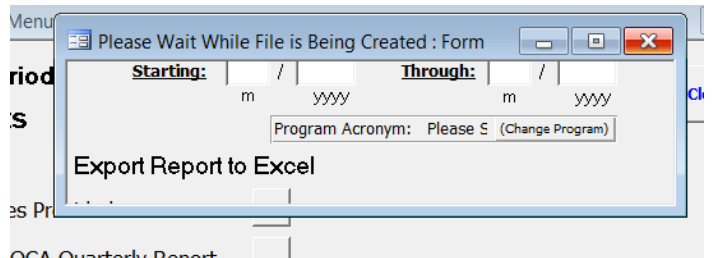 Menu
Please Wait While File is Being Created : Form
riod
Starting: / Through: /
m yyyy m yyyy
Cl
s
Program Acronym: Please S (Change Program)
Export Report to Excel
es Pr
OCA Quarterly Report